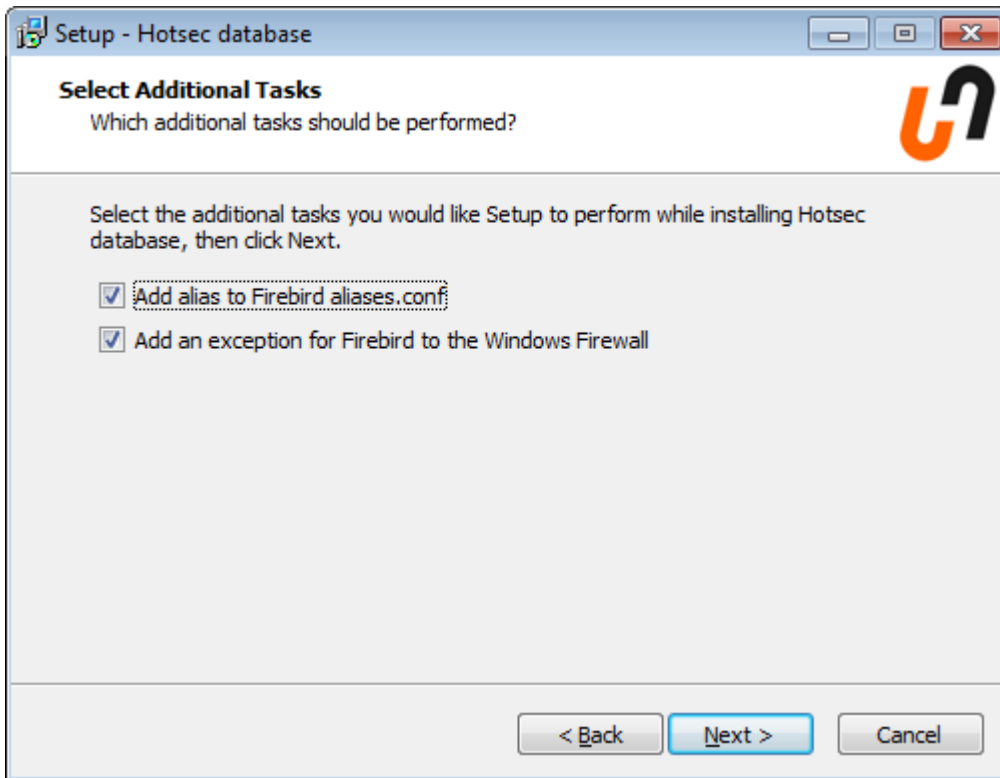 Setup - Hotsec database
Select Additional Tasks
Which additional tasks should be performed?
Select the additional tasks you would like Setup to perform while installing Hotsec
database, then click Next.
Add alias to Firebird aliases.conf
Add an exception for Firebird to the Windows Firewall
< Back
Next >
Cancel